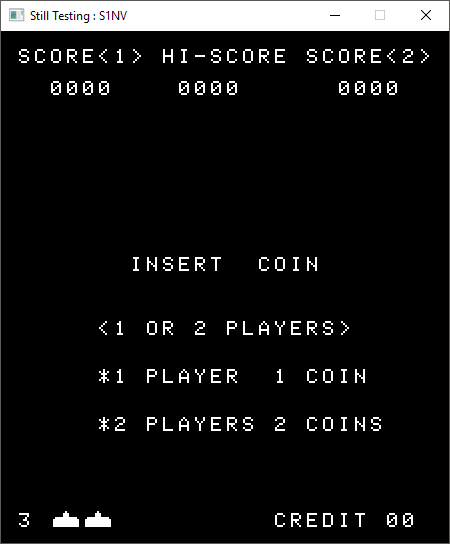 Still Testing : S1NV
SCORE<1> HI-SCORE SCORE<2>
0000 0000 0000
INSERT COIN
<1 OR 2 PLAYERS>
*1 PLAYER 1 COIN
*2 PLAYERS 2 COINS
3 CREDIT 00